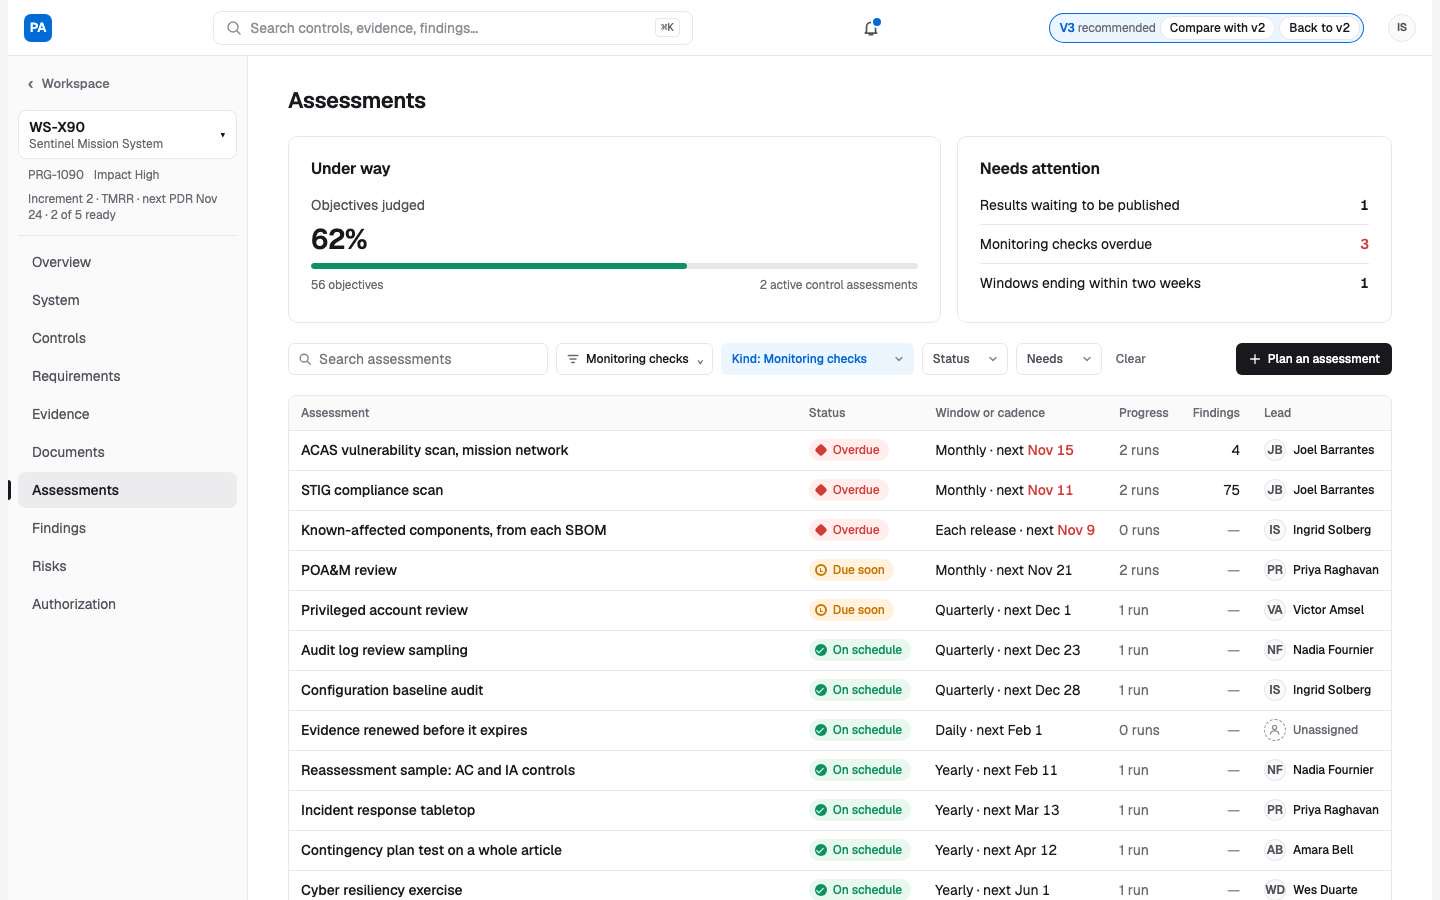 PA
Search controls, evidence, findings...
⌘K
V3 recommended Compare with v2 Back to v2
IS
‹ Workspace
WS-X90
Sentinel Mission System
PRG-1090 Impact High
Increment 2 · TMRR · next PDR Nov
24 · 2 of 5 ready
Overview
System
Controls
Requirements
Evidence
Documents
Assessments
Findings
Risks
Authorization
Assessments
Under way
Objectives judged
62%
56 objectives 2 active control assessments
Needs attention
Results waiting to be published 1
Monitoring checks overdue 3
Windows ending within two weeks 1
Search assessments Monitoring checks Kind: Monitoring checks Status Needs Clear + Plan an assessment
Assessment Status Window or cadence Progress Findings Lead
ACAS vulnerability scan, mission network Overdue Monthly · next Nov 15 2 runs 4 JB Joel Barrantes
STIG compliance scan Overdue Monthly · next Nov 11 2 runs 75 JB Joel Barrantes
Known-affected components, from each SBOM Overdue Each release · next Nov 9 0 runs — IS Ingrid Solberg
POA&M review Due soon Monthly · next Nov 21 2 runs — PR Priya Raghavan
Privileged account review Due soon Quarterly · next Dec 1 1 run — VA Victor Amsel
Audit log review sampling On schedule Quarterly · next Dec 23 1 run — NF Nadia Fournier
Configuration baseline audit On schedule Quarterly · next Dec 28 1 run — IS Ingrid Solberg
Evidence renewed before it expires On schedule Daily · next Feb 1 0 runs — Unassigned
Reassessment sample: AC and IA controls On schedule Yearly · next Feb 11 1 run — NF Nadia Fournier
Incident response tabletop On schedule Yearly · next Mar 13 1 run — PR Priya Raghavan
Contingency plan test on a whole article On schedule Yearly · next Apr 12 1 run — AB Amara Bell
Cyber resiliency exercise On schedule Yearly · next Jun 1 1 run — WD Wes Duarte